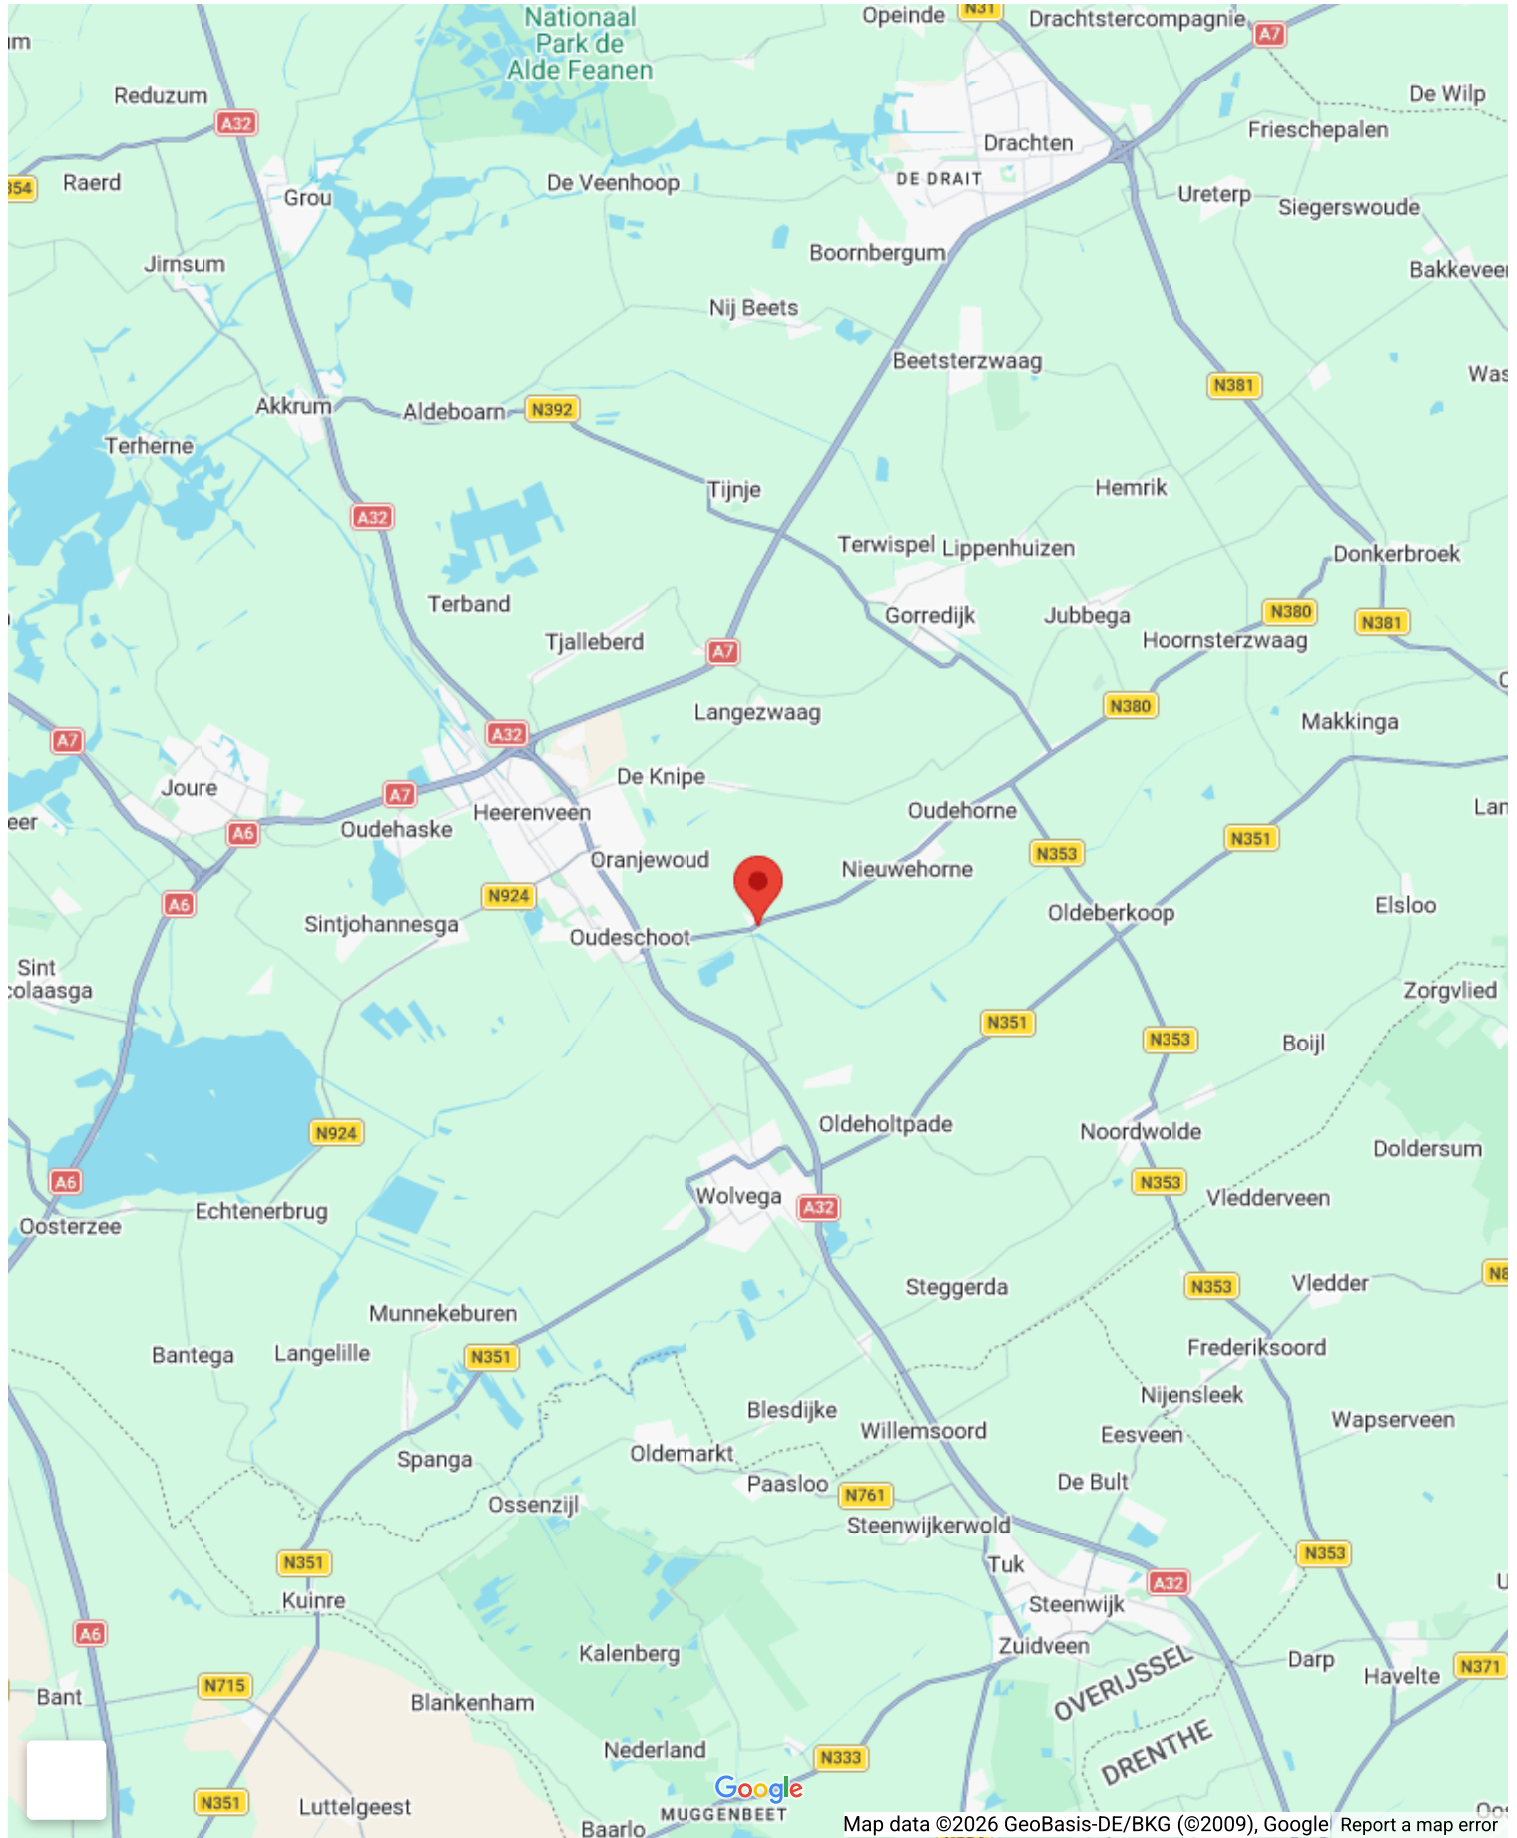 Nationaal
Park de
Alde Feanen
Opeinde
N31
Drachtstercompagnie
A7
Reduzum
A32
De Wilp
Frieschepalen
Drachten
354
Raerd
Grou
De Veenhoop
DE DRAIT
Ureterp
Siegerswoude
Jirnsum
Boornbergum
Nij Beets
Beetsterzwaag
N381
Akkrum
Aldeboarn
N392
Terherne
Tijnje
Hemrik
A32
Terwispel
Lippenhuizen
Donkerbroek
Terband
Gorredijk
Jubbega
N380
N381
Tjalleberd
A7
Hoornsterzwaag
Langezwaag
N380
Makkinga
A7
A32
Joure
De Knipe
A7
Heerenveen
Oudehorne
A6
Oudehaske
N351
Oranjewoud
Nieuwehorne
N353
A6
N924
Sintjohannesga
Oudeschoot
Oldeberkoop
Elsloo
Sint
colaasga
Zorgvlied
N351
N353
Boijl
N924
Oldeholtpade
Noordwolde
Doldersum
A6
Wolvega
A32
N353
Vledderveen
Echtenerbrug
Oosterzee
Steggerda
N353
Vledder
Munnekeburen
Bantega
Langelille
N351
Frederiksoord
Nijensleek
Blesdijke
Willemsoord
Eesveen
Wapserveen
Spanga
Oldemarkt
Paasloo
N761
De Bult
Ossenzijl
Steenwijkerwold
N351
Tuk
A32
N353
Kuinre
Steenwijk
A6
Kalenberg
Zuidveen
OVERIJSSEL
Darp
Havelte
N371
Bant
N715
Blankenham
DRENTHE
Nederland
N333
Google
N351
Luttelgeest
MUGGENBEET
Baarlo
Map data ©2026 GeoBasis-DE/BKG (©2009), Google
Report a map error